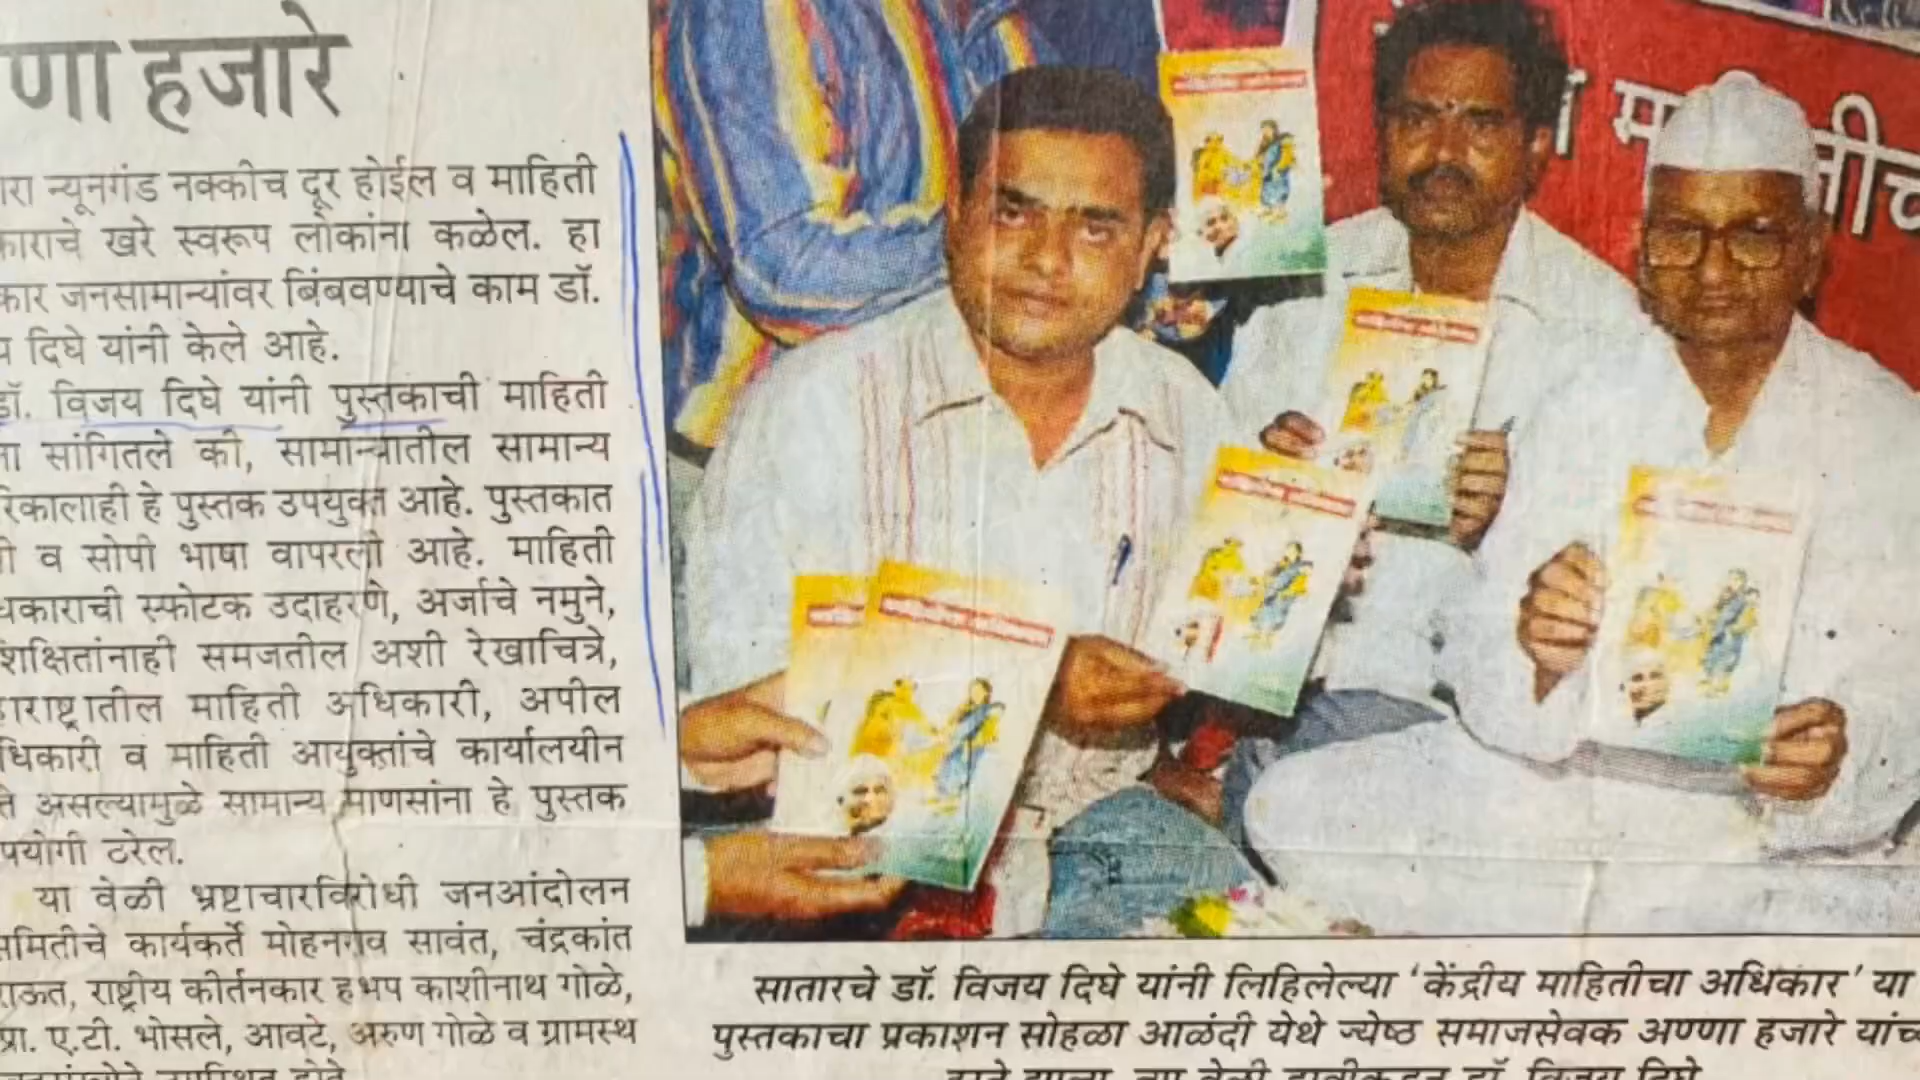 णा हजारे
रा न्यूनगंड नक्कीच दूर होईल व माहिती
काराचे खरे स्वरूप लोकांना कळेल. हा
कार जनसामान्यांवर बिंबवण्याचे काम डॉ.
य दिघे यांनी केले आहे.
डॉ. विजय दिघे यांनी पुस्तकाची माहिती
ना सांगितले की, सामान्यातील सामान्य
रिकालाही हे पुस्तक उपयुक्त आहे. पुस्तकात
व सोपी भाषा वापरली आहे. माहिती
धिकाराची स्फोटक उदाहरणे, अर्जाचे नमुने,
शिक्षितांनाही समजतील अशी रेखाचित्रे,
हाराष्ट्रातील माहिती अधिकारी, अपील
धिकारी व माहिती आयुक्तांचे कार्यालयीन
ते असल्यामुळे सामान्य माणसांना हे पुस्तक
पयोगी ठरेल.
या वेळी भ्रष्टाचारविरोधी जनआंदोलन
समितीचे कार्यकर्ते मोहनराव सावंत, चंद्रकांत
राऊत, राष्ट्रीय कीर्तनकार हभप काशीनाथ गोळे,
प्रा. ए.टी. भोसले, आवटे, अरुण गोळे व ग्रामस्थ
सातारचे डॉ. विजय दिघे यांनी लिहिलेल्या 'केंद्रीय माहितीचा अधिकार' या
पुस्तकाचा प्रकाशन सोहळा आळंदी येथे ज्येष्ठ समाजसेवक अण्णा हजारे यांच्
डॉ. विजय दिघे